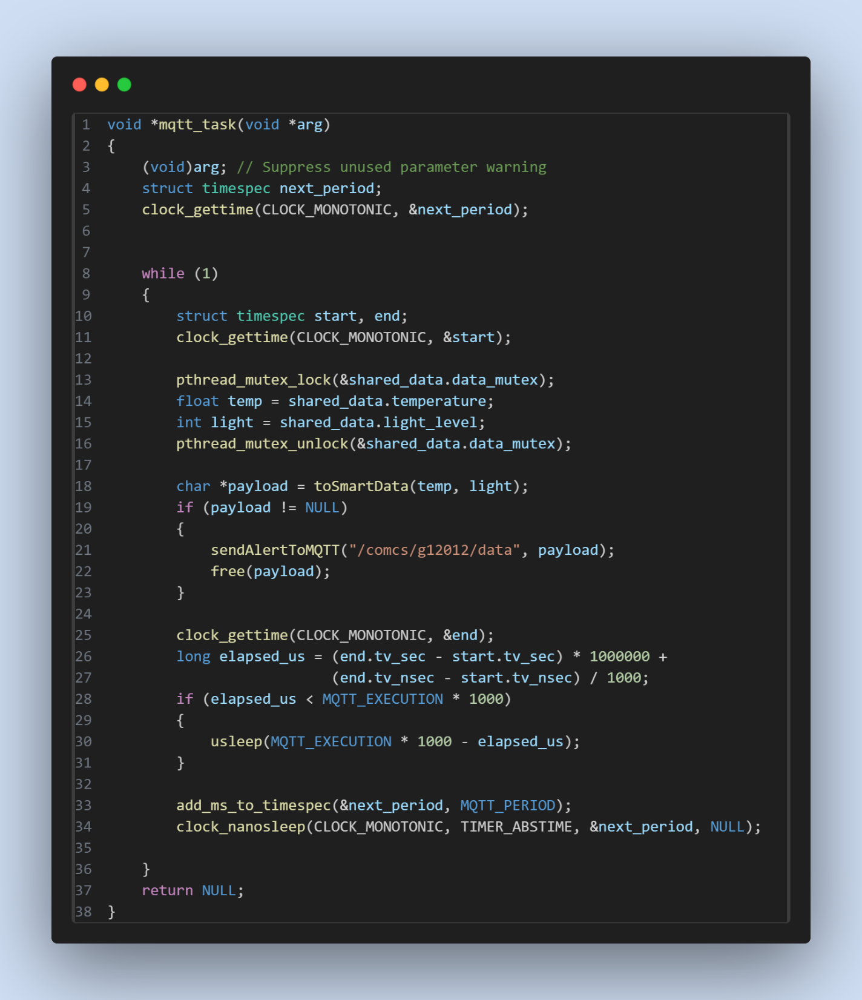 1 void *mqtt_task(void *arg)
2 {
3     (void)arg; // Suppress unused parameter warning
4     struct timespec next_period;
5     clock_gettime(CLOCK_MONOTONIC, &next_period);
6
7
8     while (1)
9     {
10         struct timespec start, end;
11         clock_gettime(CLOCK_MONOTONIC, &start);
12
13         pthread_mutex_lock(&shared_data.data_mutex);
14         float temp = shared_data.temperature;
15         int light = shared_data.light_level;
16         pthread_mutex_unlock(&shared_data.data_mutex);
17
18         char *payload = toSmartData(temp, light);
19         if (payload != NULL)
20         {
21             sendAlertToMQTT("/comcs/g12012/data", payload);
22             free(payload);
23         }
24
25         clock_gettime(CLOCK_MONOTONIC, &end);
26         long elapsed_us = (end.tv_sec - start.tv_sec) * 1000000 +
27                           (end.tv_nsec - start.tv_nsec) / 1000;
28         if (elapsed_us < MQTT_EXECUTION * 1000)
29         {
30             usleep(MQTT_EXECUTION * 1000 - elapsed_us);
31         }
32
33         add_ms_to_timespec(&next_period, MQTT_PERIOD);
34         clock_nanosleep(CLOCK_MONOTONIC, TIMER_ABSTIME, &next_period, NULL);
35
36     }
37     return NULL;
38 }